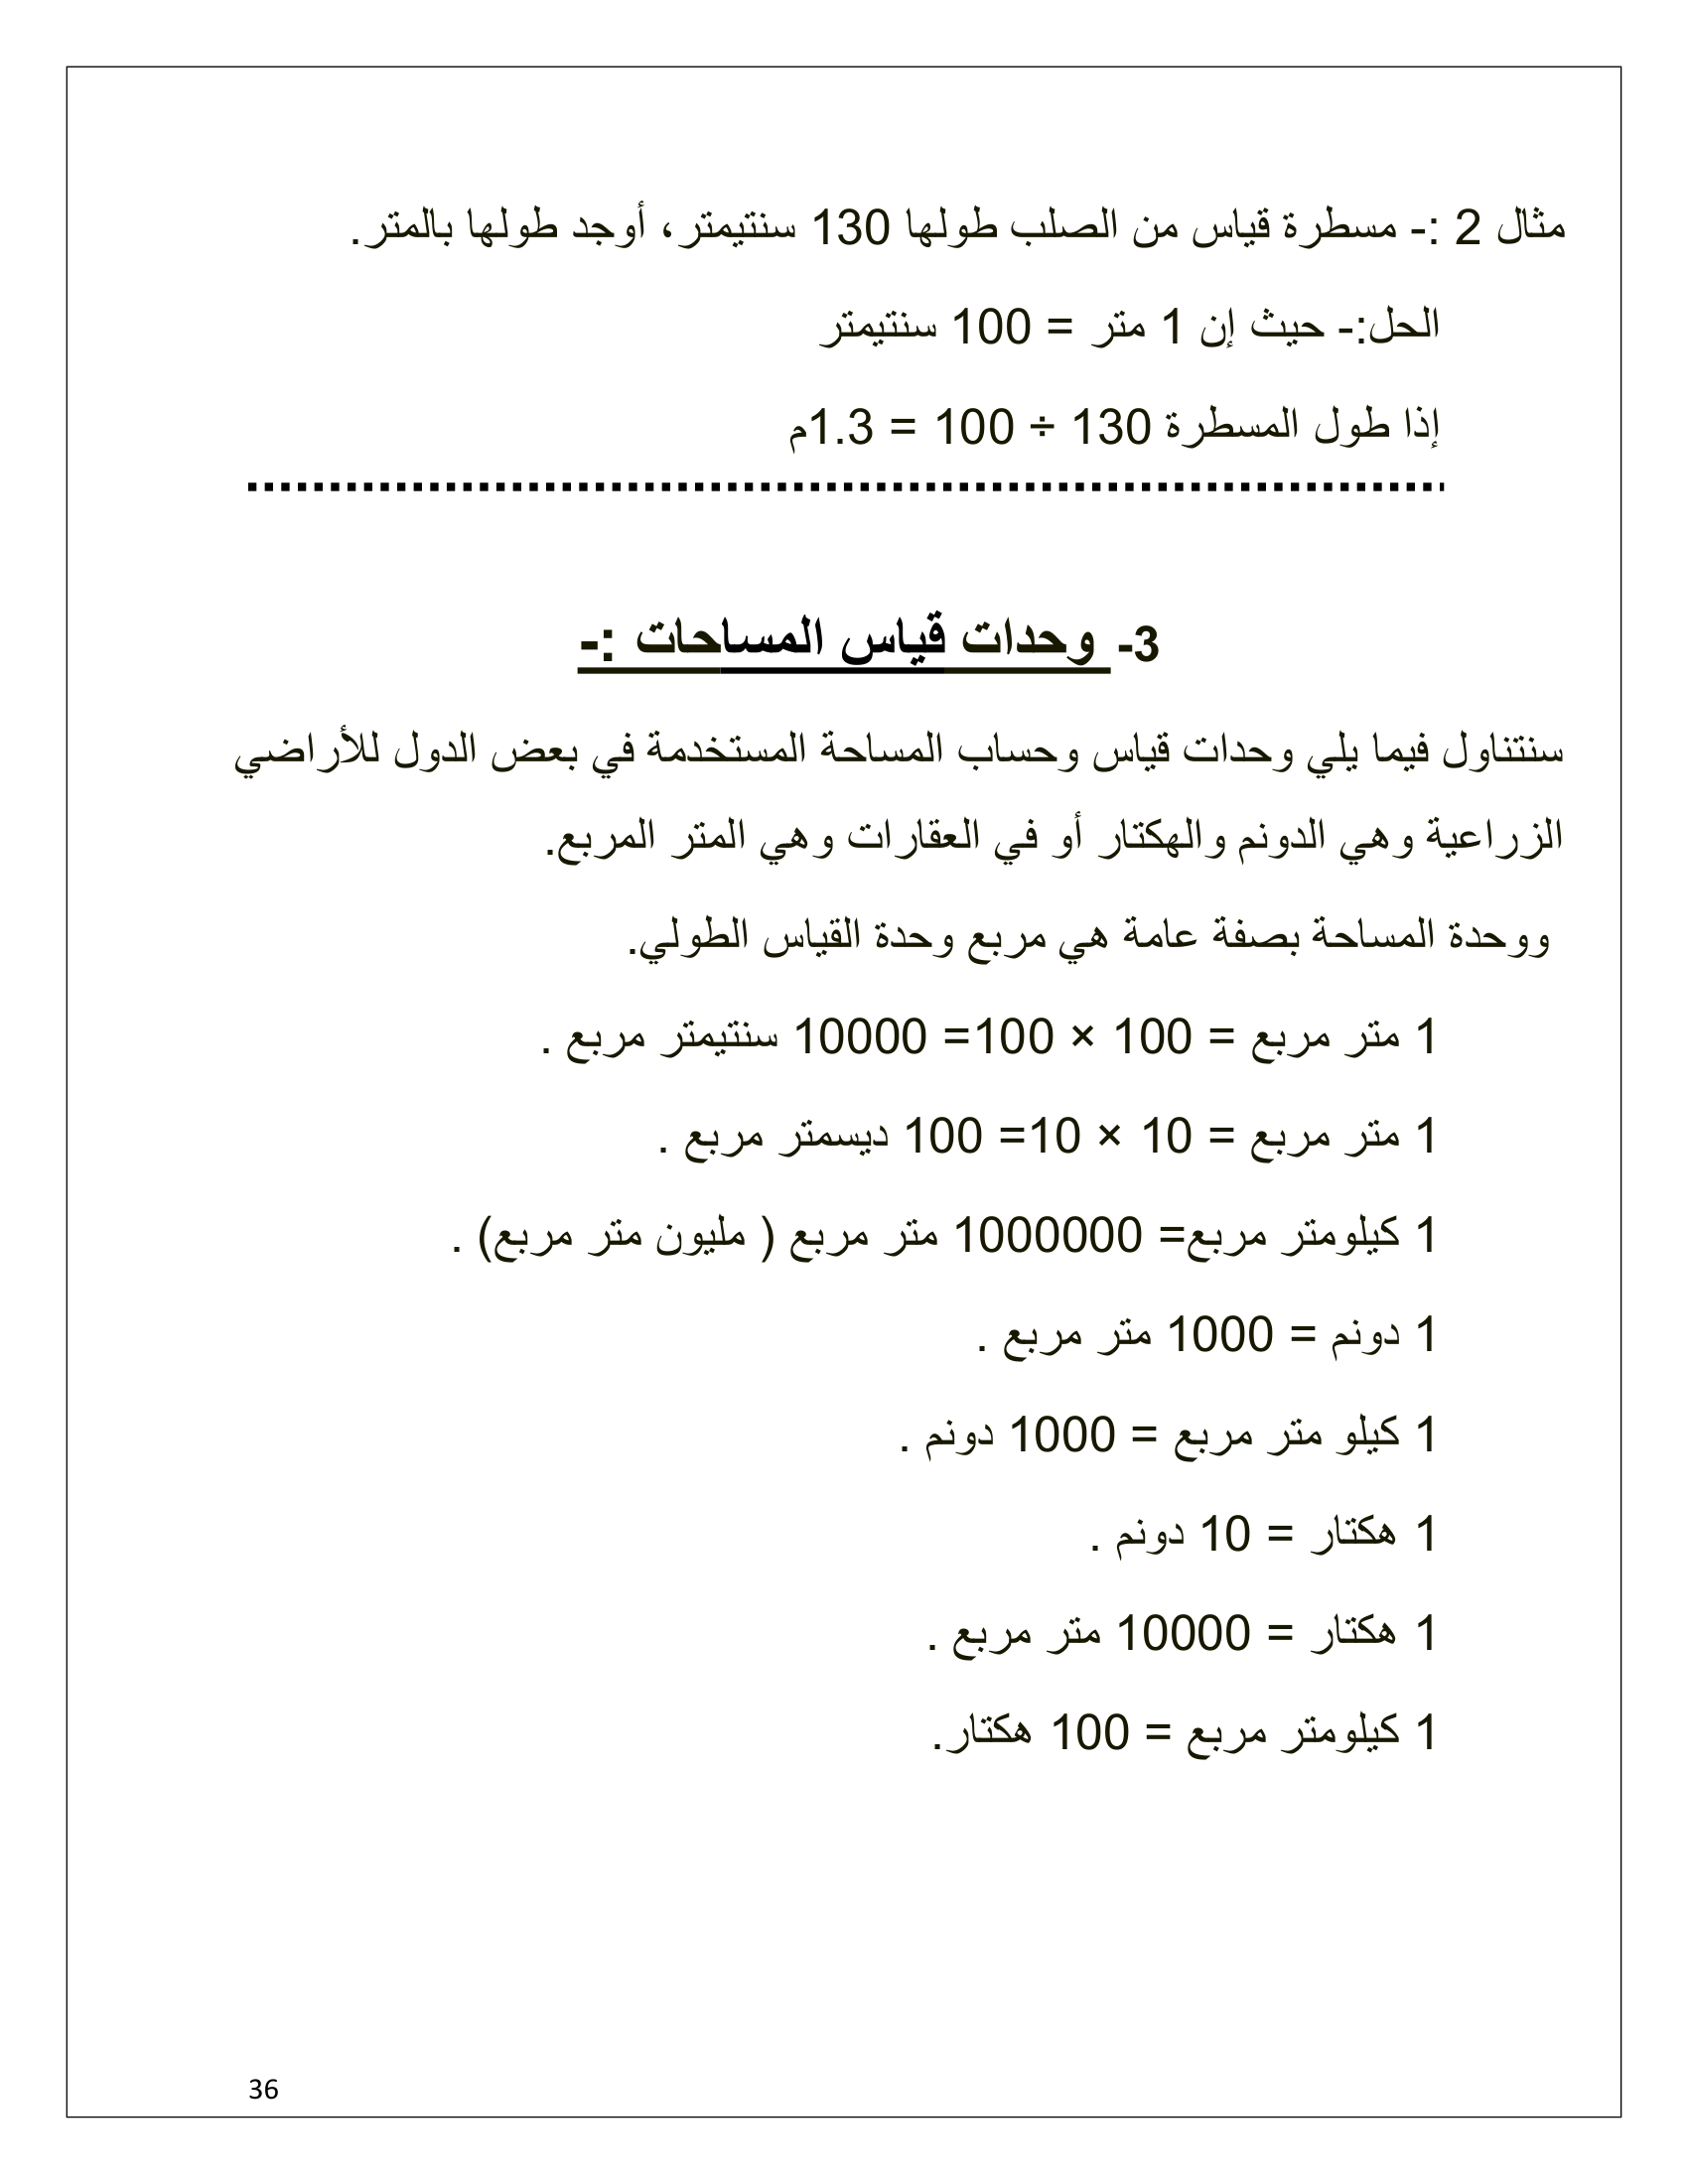 مثال 2 :- مسطرة قياس من الصلب طولها 130 سنتيمتر، أوجد طولها بالمتر.
الحل:- حيث إن 1 متر = 100 سنتيمتر
إذا طول المسطرة 130 ÷ 100 = 1.3م
3- وحدات قياس المساحات :-
سنتناول فيما يلي وحدات قياس وحساب المساحة المستخدمة في بعض الدول للأراضي
الزراعية وهي الدونم والهكتار أو في العقارات وهي المتر المربع.
ووحدة المساحة بصفة عامة هي مربع وحدة القياس الطولي.
1 متر مربع = 100 × 100= 10000 سنتيمتر مربع .
1 متر مربع = 10 × 10= 100 ديسمتر مربع .
1 كيلومتر مربع= 1000000 متر مربع ( مليون متر مربع) .
1 دونم = 1000 متر مربع .
1 كيلو متر مربع = 1000 دونم .
1 هكتار = 10 دونم .
1 هكتار = 10000 متر مربع .
1 كيلومتر مربع = 100 هكتار.
36